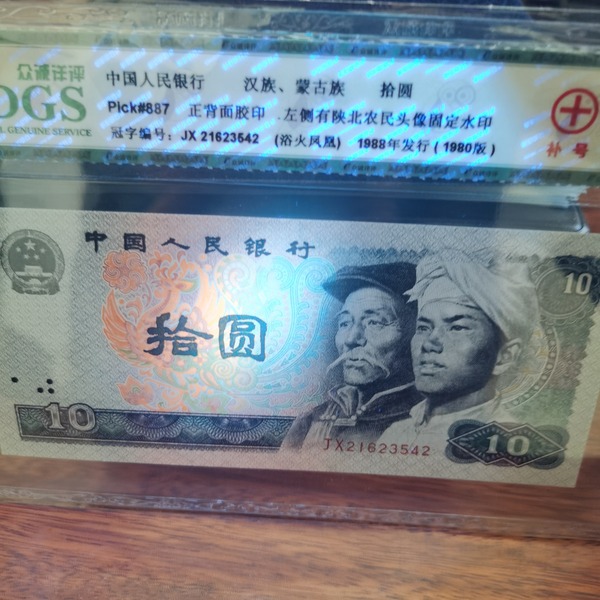 众诚评评
OGS
L GENUINE SERVICE
中国人民银行 汉族、蒙古族 拾圆
Pick#887 正背面胶印 .左侧有陕北农民头像固定水印
冠字编号: JX 21623542 (浴火凤凰) 1988年发行(1980版)
补号
中国人民银行
10
拾圆
10
JX21623542
10